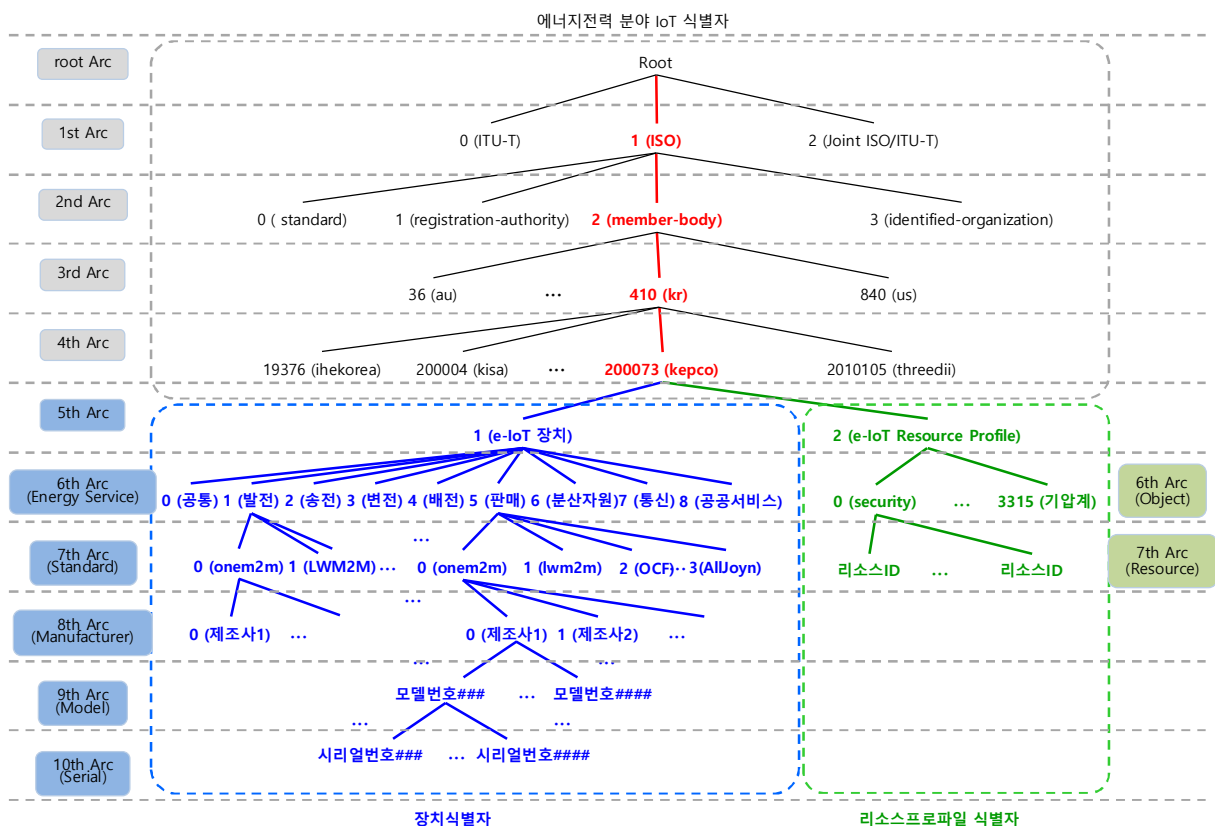 에너지전력 분야 IoT 식별자
root Arc
Root
1st Arc
0 (ITU-T)
1 (ISO)
2 (Joint ISO/ITU-T)
2nd Arc
0 ( standard)
1 (registration-authority)
2 (member-body)
3 (identified-organization)
3rd Arc
36 (au)
...
410 (kr)
840 (us)
4th Arc
19376 (ihekorea)
200004 (kisa)
...
200073 (kepco)
2010105 (threedii)
5th Arc
1 (e-IoT 장치)
2 (e-IoT Resource Profile)
6th Arc
(Energy Service)
0 (공통)
1 (발전)
2 (송전)
3 (변전)
4 (배전)
5 (판매)
6 (분산자원)
7 (통신)
8 (공공서비스)
0 (security)
...
3315 (기압계)
6th Arc
(Object)
...
7th Arc
(Standard)
0 (onem2m)
1 (LWM2M)
...
0 (onem2m)
1 (lwm2m)
2 (OCF)
..
3(AllJoyn)
리소스ID
...
리소스ID
7th Arc
(Resource)
...
8th Arc
(Manufacturer)
0 (제조사1)
...
0 (제조사1)
1 (제조사2)
...
...
...
9th Arc
(Model)
모델번호###
...
모델번호####
...
...
10th Arc
(Serial)
시리얼번호###
...
시리얼번호####
장치식별자
리소스프로파일 식별자